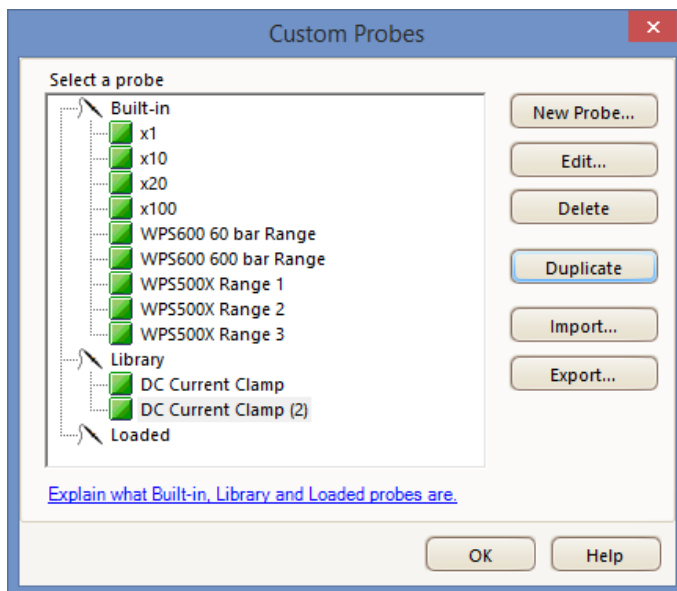 Custom Probes
Select a probe
Built-in
x1
x10
x20
x100
WPS600 60 bar Range
WPS600 600 bar Range
WPS500X Range 1
WPS500X Range 2
WPS500X Range 3
Library
DC Current Clamp
DC Current Clamp (2)
Loaded
New Probe...
Edit...
Delete
Duplicate
Import...
Export...
Explain what Built-in, Library and Loaded probes are.
OK
Help